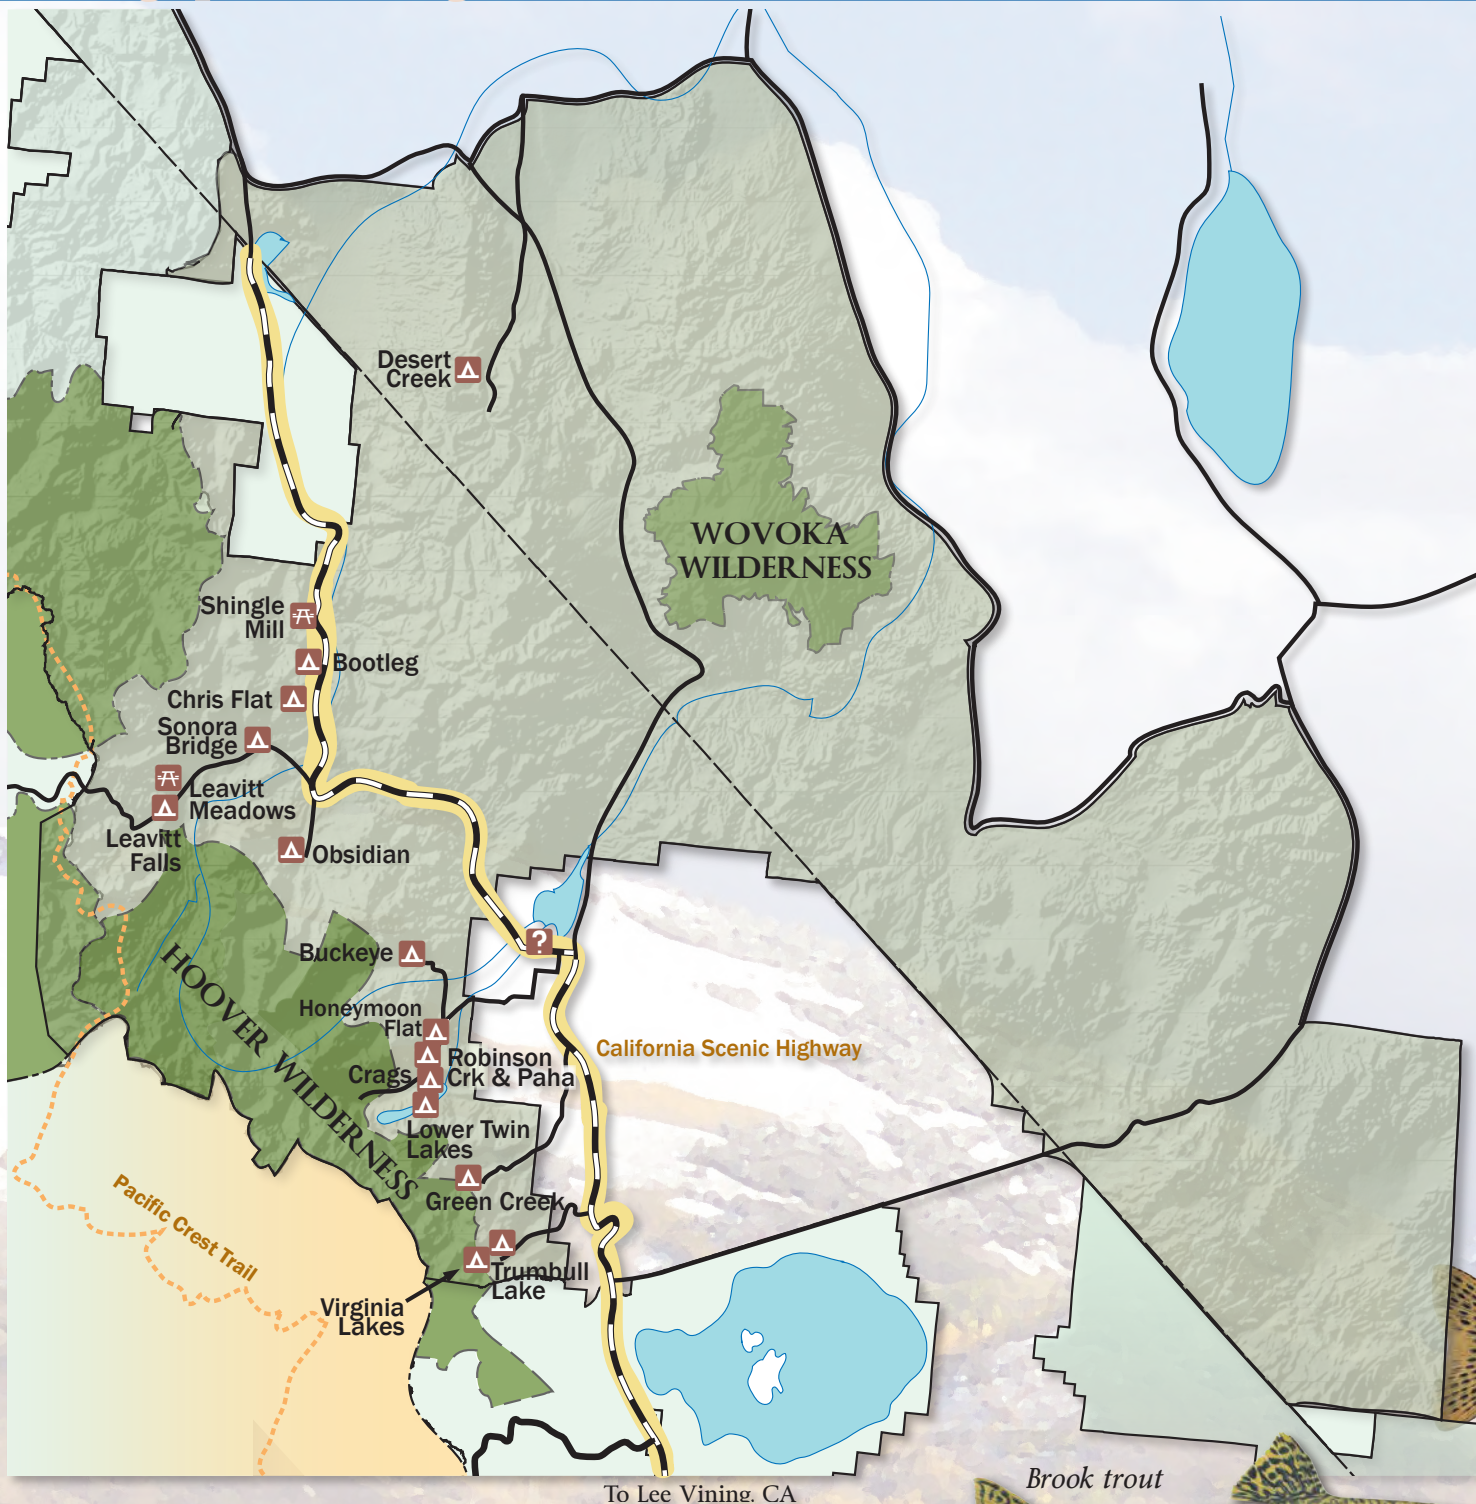 Desert
Creek
WOVOKA
WILDERNESS
Shingle
Mill
Bootleg
Chris Flat
Sonora
Bridge
Leavitt
Meadows
Leavitt
Falls
Obsidian
?
Buckeye
HOOVER WILDERNESS
Honeymoon
Flat
California Scenic Highway
Robinson
Crk & Paha
Crags
Lower Twin
Lakes
Green Creek
Pacific Crest Trail
Trumbull
Lake
Virginia
Lakes
Brook trout
To Lee Vining, CA